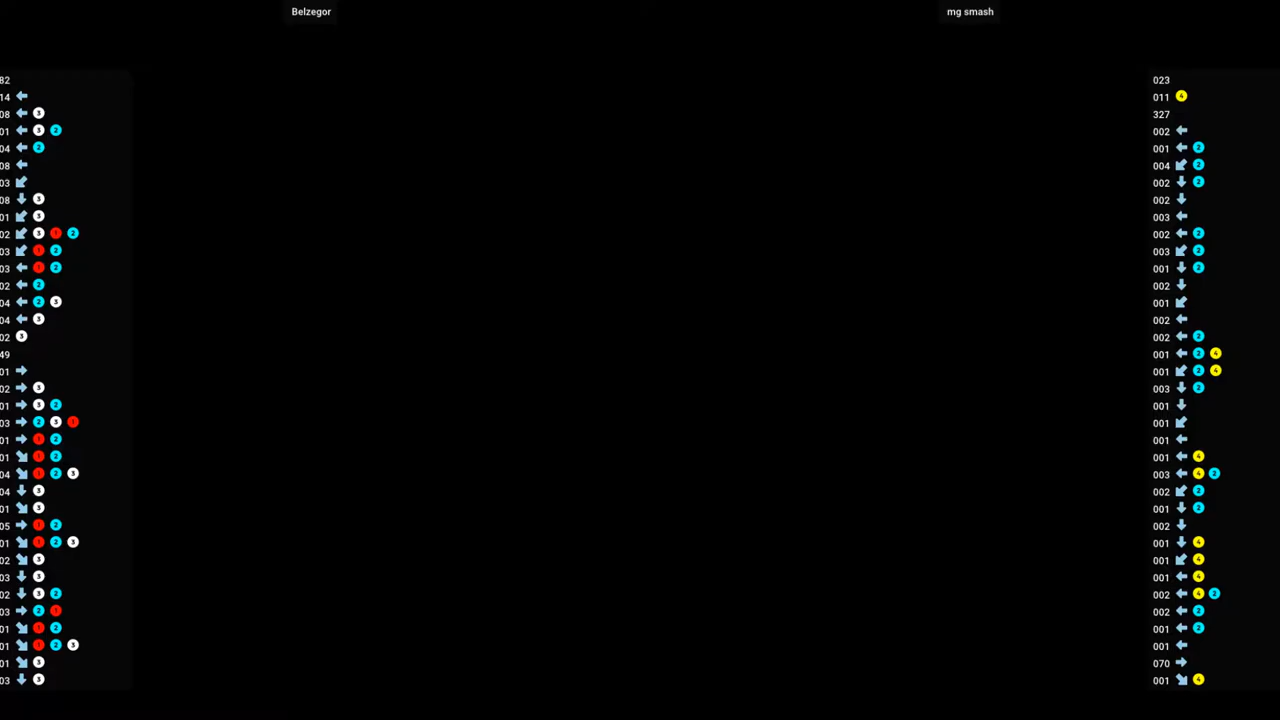 Belzegor
mg smash
82
14
08 3
01 3 2
04 2
08
03
08 3
01 3
02 3 1 2
03 1 2
03 1 2
02 2
04 2 3
04 3
02 3
49
01
02 3
01 3 2
03 2 3 1
01 1 2
01 1 2
04 1 2 3
04 3
01 3
05 1 2
01 1 2 3
02 3
03 3
02 3 2
03 2 1
01 1 2
01 1 2 3
01 3
03 3
023
011 4
327
002
001 2
004 2
002 2
002
003
002 2
003 2
001 2
002
001
002
002 2
001 2 4
001 2 4
003 2
001
001
001
001 4
003 4 2
002 2
001 2
002
001 4
001 4
001 4
002 4 2
002 2
001 2
001
070
001 4